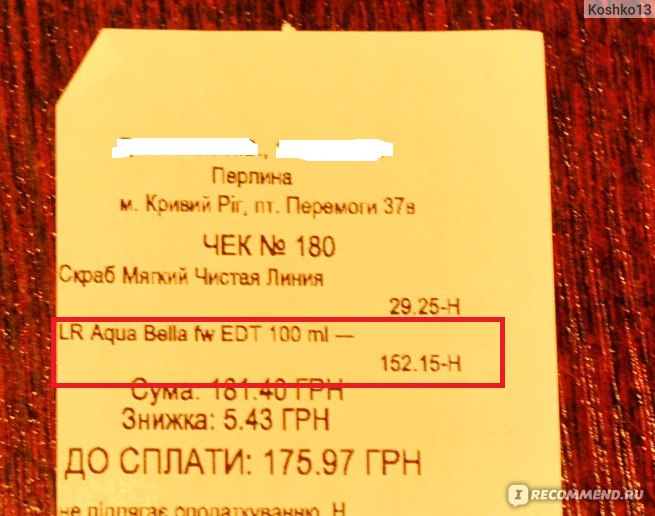 Koshko13
Перлина
м. Кривий Ріг, пт. Перемоги 37в
ЧЕК № 180
Скраб Мягкий Чистая Линия
29.25-Н
LR Aqua Bella fw EDT 100 ml —
152.15-Н
Сума: 181.40 ГРН
Знижка: 5.43 ГРН
ДО СПЛАТИ: 175.97 ГРН
не підлягає оподаткуванню Н
IRECOMMEND.RU